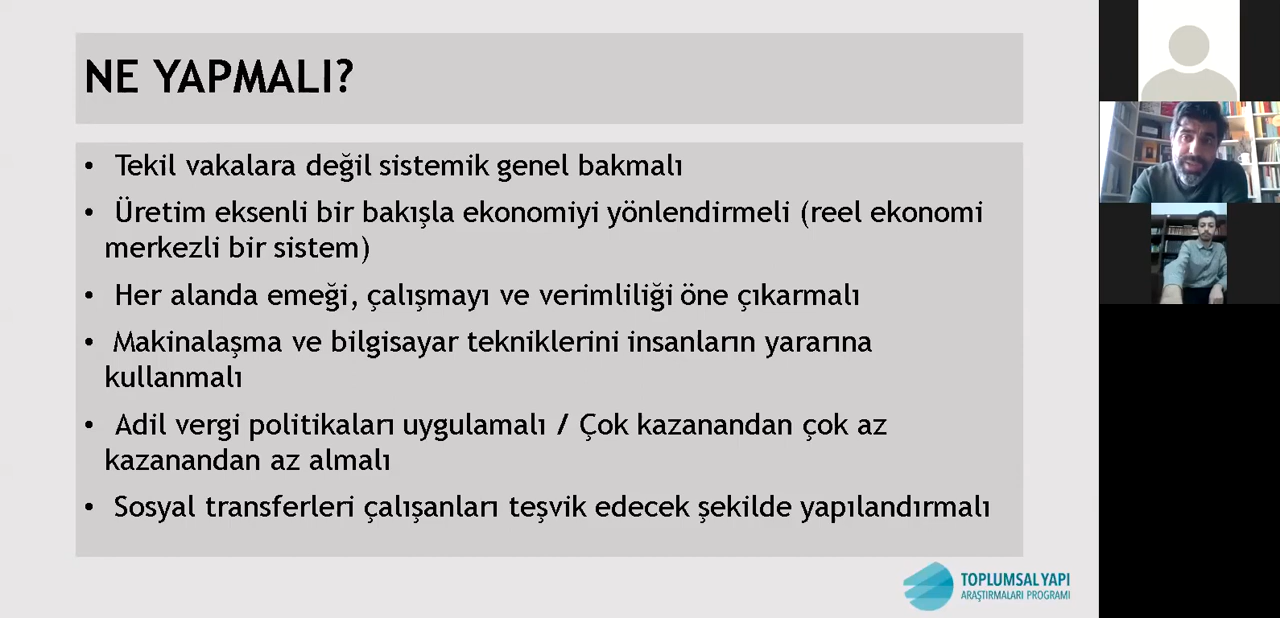 NE YAPMALI?
• Tekil vakalara değil sistemik genel bakmalı
• Üretim eksenli bir bakışla ekonomiyi yönlendirmeli (reel ekonomi
merkezli bir sistem)
• Her alanda emeği, çalışmayı ve verimliliği öne çıkarmalı
• Makinalaşma ve bilgisayar tekniklerini insanların yararına
kullanmalı
• Adil vergi politikaları uygulamalı / Çok kazanandan çok az
kazanandan az almalı
• Sosyal transferleri çalışanları teşvik edecek şekilde yapılandırmalı
TOPLUMSAL YAPI
ARAŞTIRMALARI PROGRAMI